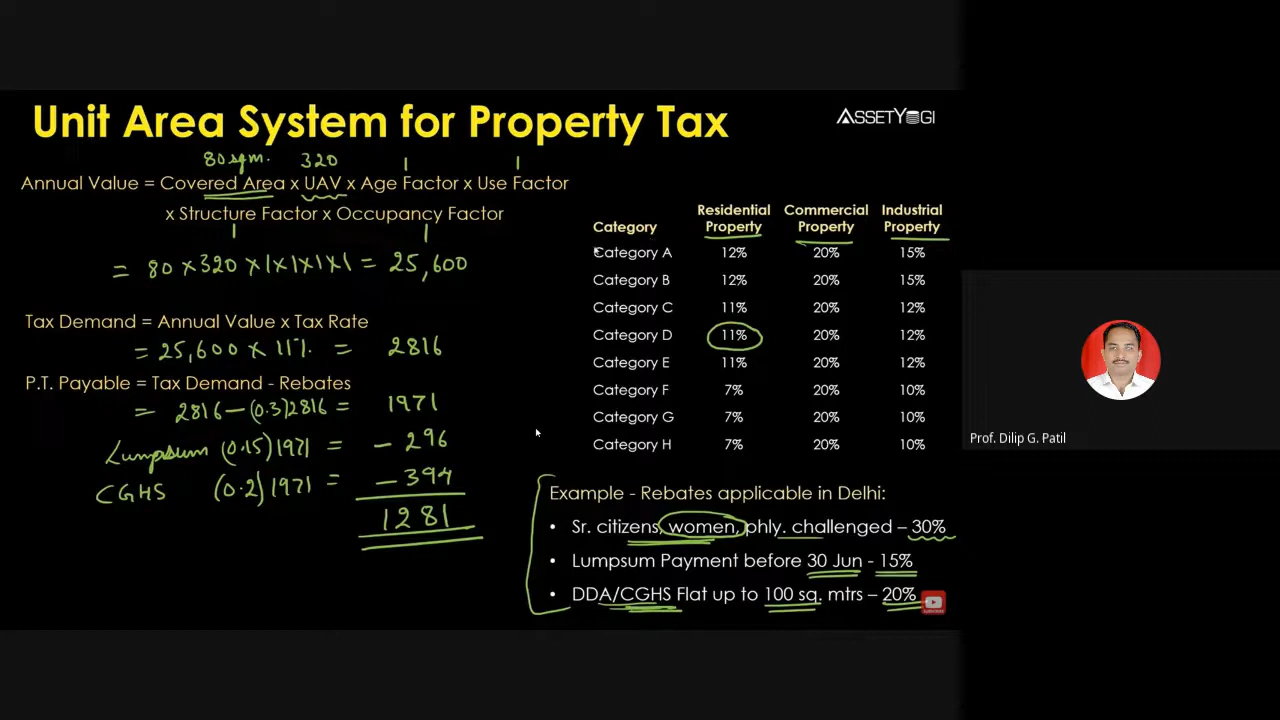 Unit Area System for Property Tax
ASSETYOGI
80 sqm. 320 1 1
Annual Value = Covered Area x UAV x Age Factor x Use Factor
x Structure Factor x Occupancy Factor
1 1
= 80 x 320 x 1 x 1 x 1 x 1 = 25,600
Tax Demand = Annual Value x Tax Rate
= 25,600 x 11% = 2816
P.T. Payable = Tax Demand - Rebates
= 2816 - (0.3) 2816 = 1971
Lumpsum (0.15) 1971 = - 296
CGHS (0.2) 1971 = - 394
1281
Category Residential Property Commercial Property Industrial Property
Category A 12% 20% 15%
Category B 12% 20% 15%
Category C 11% 20% 12%
Category D 11% 20% 12%
Category E 11% 20% 12%
Category F 7% 20% 10%
Category G 7% 20% 10%
Category H 7% 20% 10%
Example - Rebates applicable in Delhi:
• Sr. citizens, women, phly. challenged – 30%
• Lumpsum Payment before 30 Jun - 15%
• DDA/CGHS Flat up to 100 sq. mtrs – 20%
Prof. Dilip G. Patil